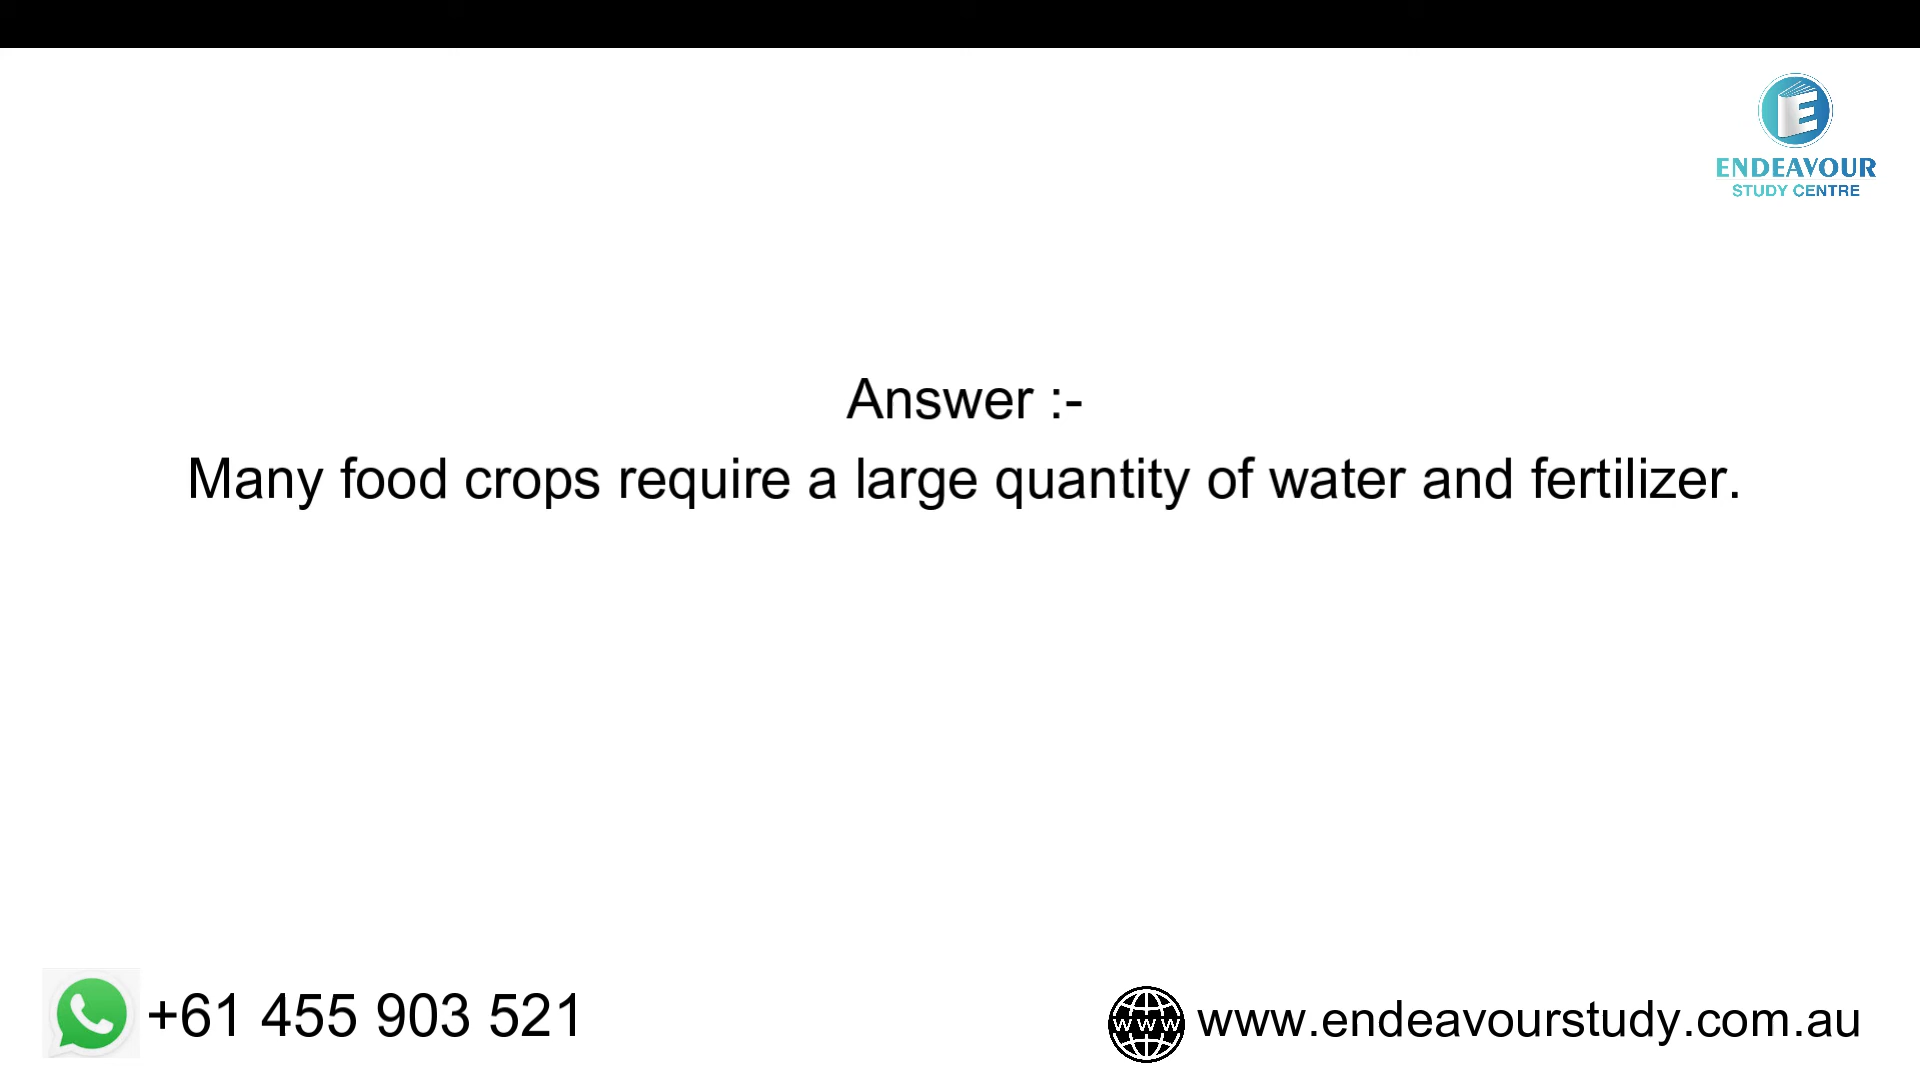 ENDEAVOUR
STUDY CENTRE
Answer :-
Many food crops require a large quantity of water and fertilizer.
+61 455 903 521
WWW
www.endeavourstudy.com.au